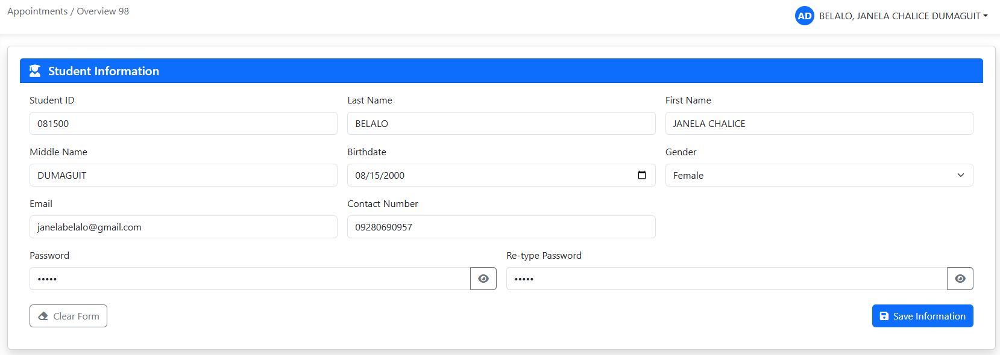 Appointments / Overview 98
AD BELALO, JANELA CHALICE DUMAGUIT
Student Information
Student ID Last Name First Name
081500 BELALO JANELA CHALICE
Middle Name Birthdate Gender
DUMAGUIT 08/15/2000 Female
Email Contact Number
janelabelalo@gmail.com 09280690957
Password Re-type Password
••••• •••••
Clear Form Save Information